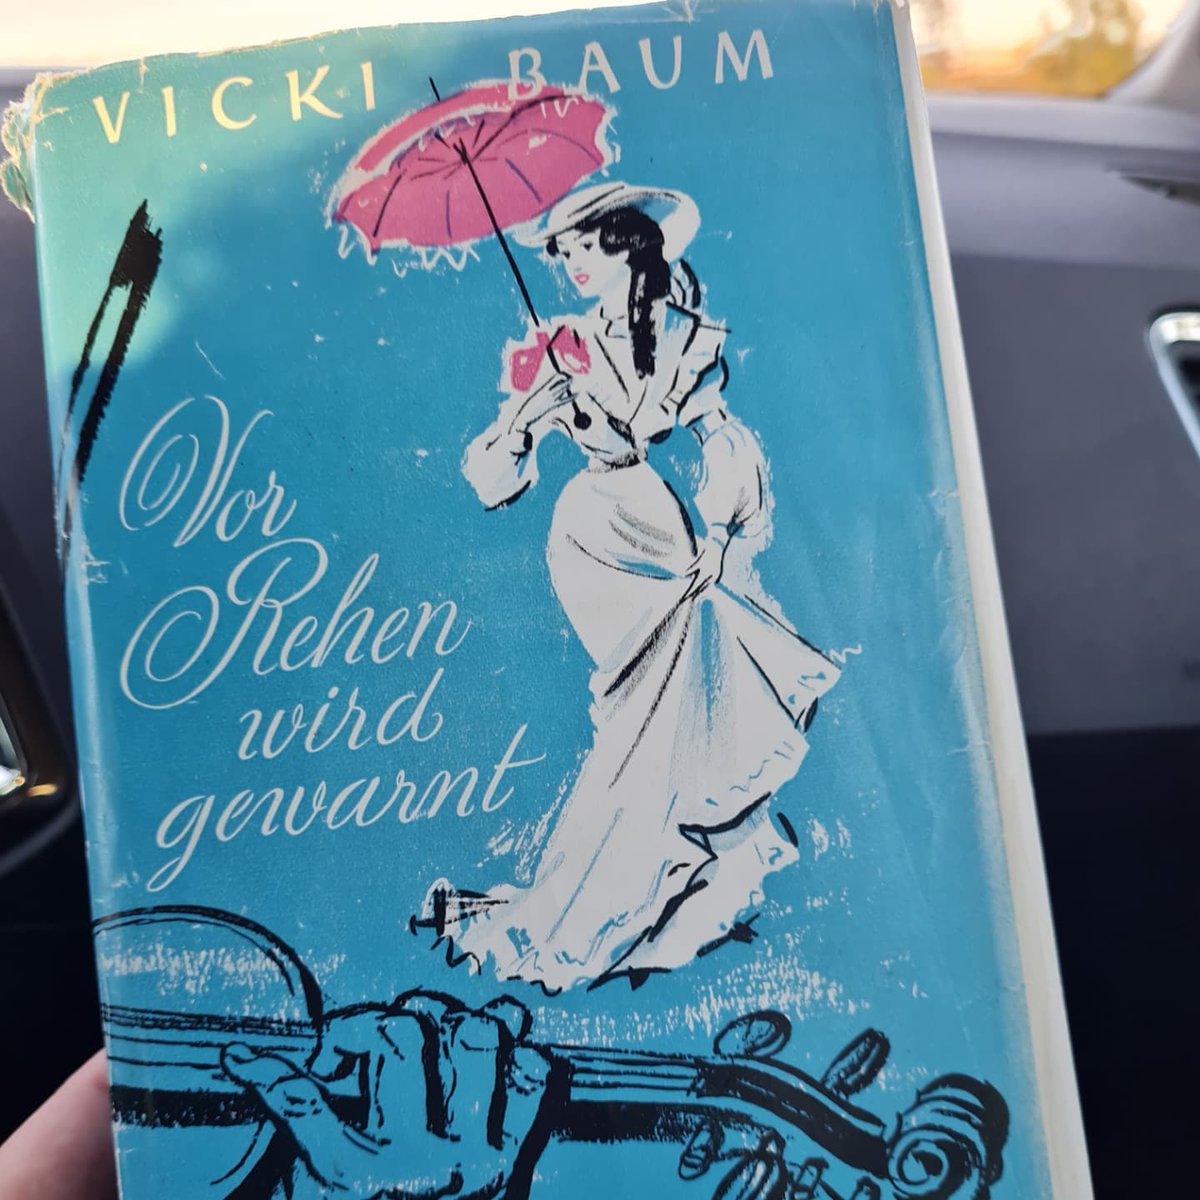 VICKI BAUM
Vor
Rehen
wird
gewarnt